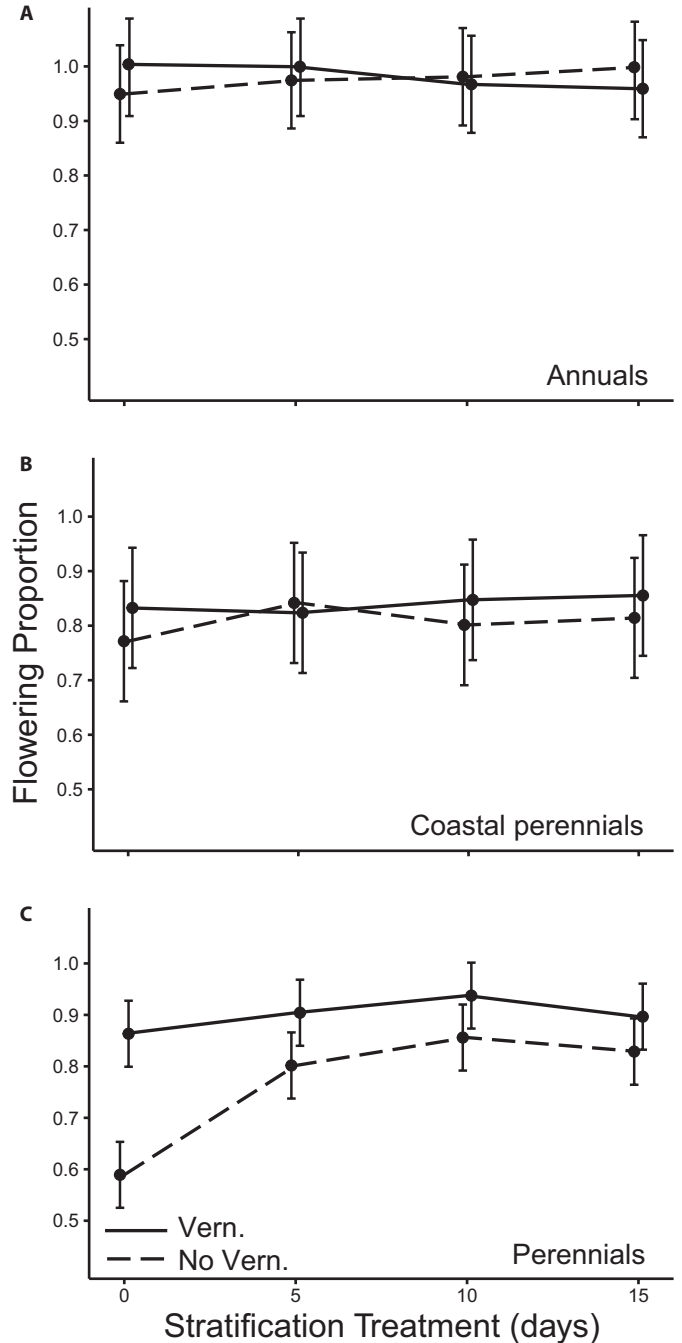 A
1.0
0.9
0.8
0.7
0.6
0.5
Annuals
B
1.0
0.9
0.8
0.7
0.6
0.5
Coastal perennials
Flowering Proportion
C
1.0
0.9
0.8
0.7
0.6
0.5
Vern.
No Vern.
Perennials
0 5 10 15
Stratification Treatment (days)